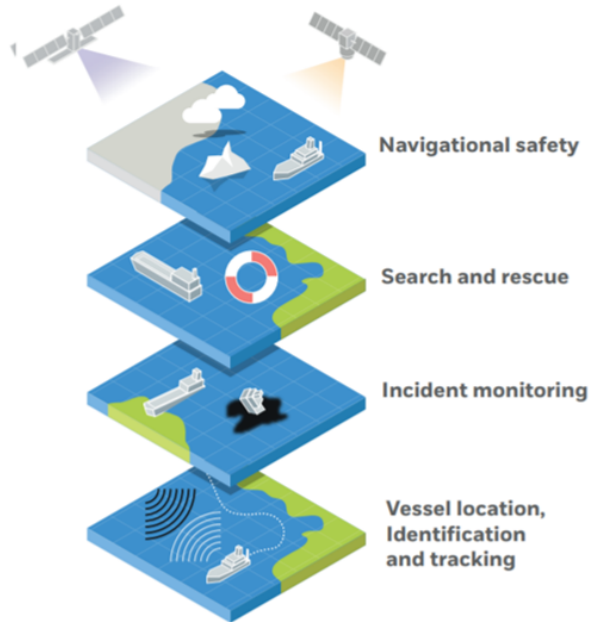 Navigational safety
Search and rescue
Incident monitoring
Vessel location,
Identification
and tracking